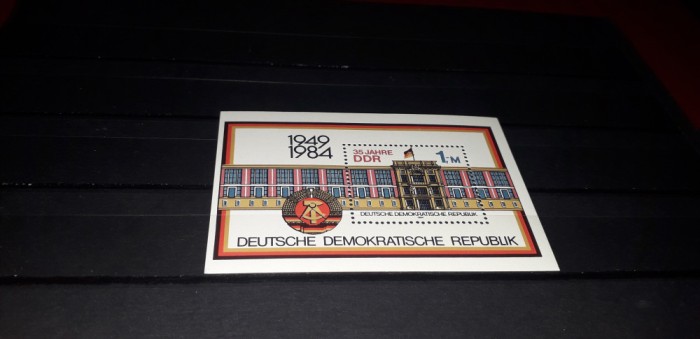 1949
1984
35 JAHRE
DDR
1,- M
DEUTSCHE DEMOKRATISCHE REPUBLIK
DEUTSCHE DEMOKRATISCHE REPUBLIK